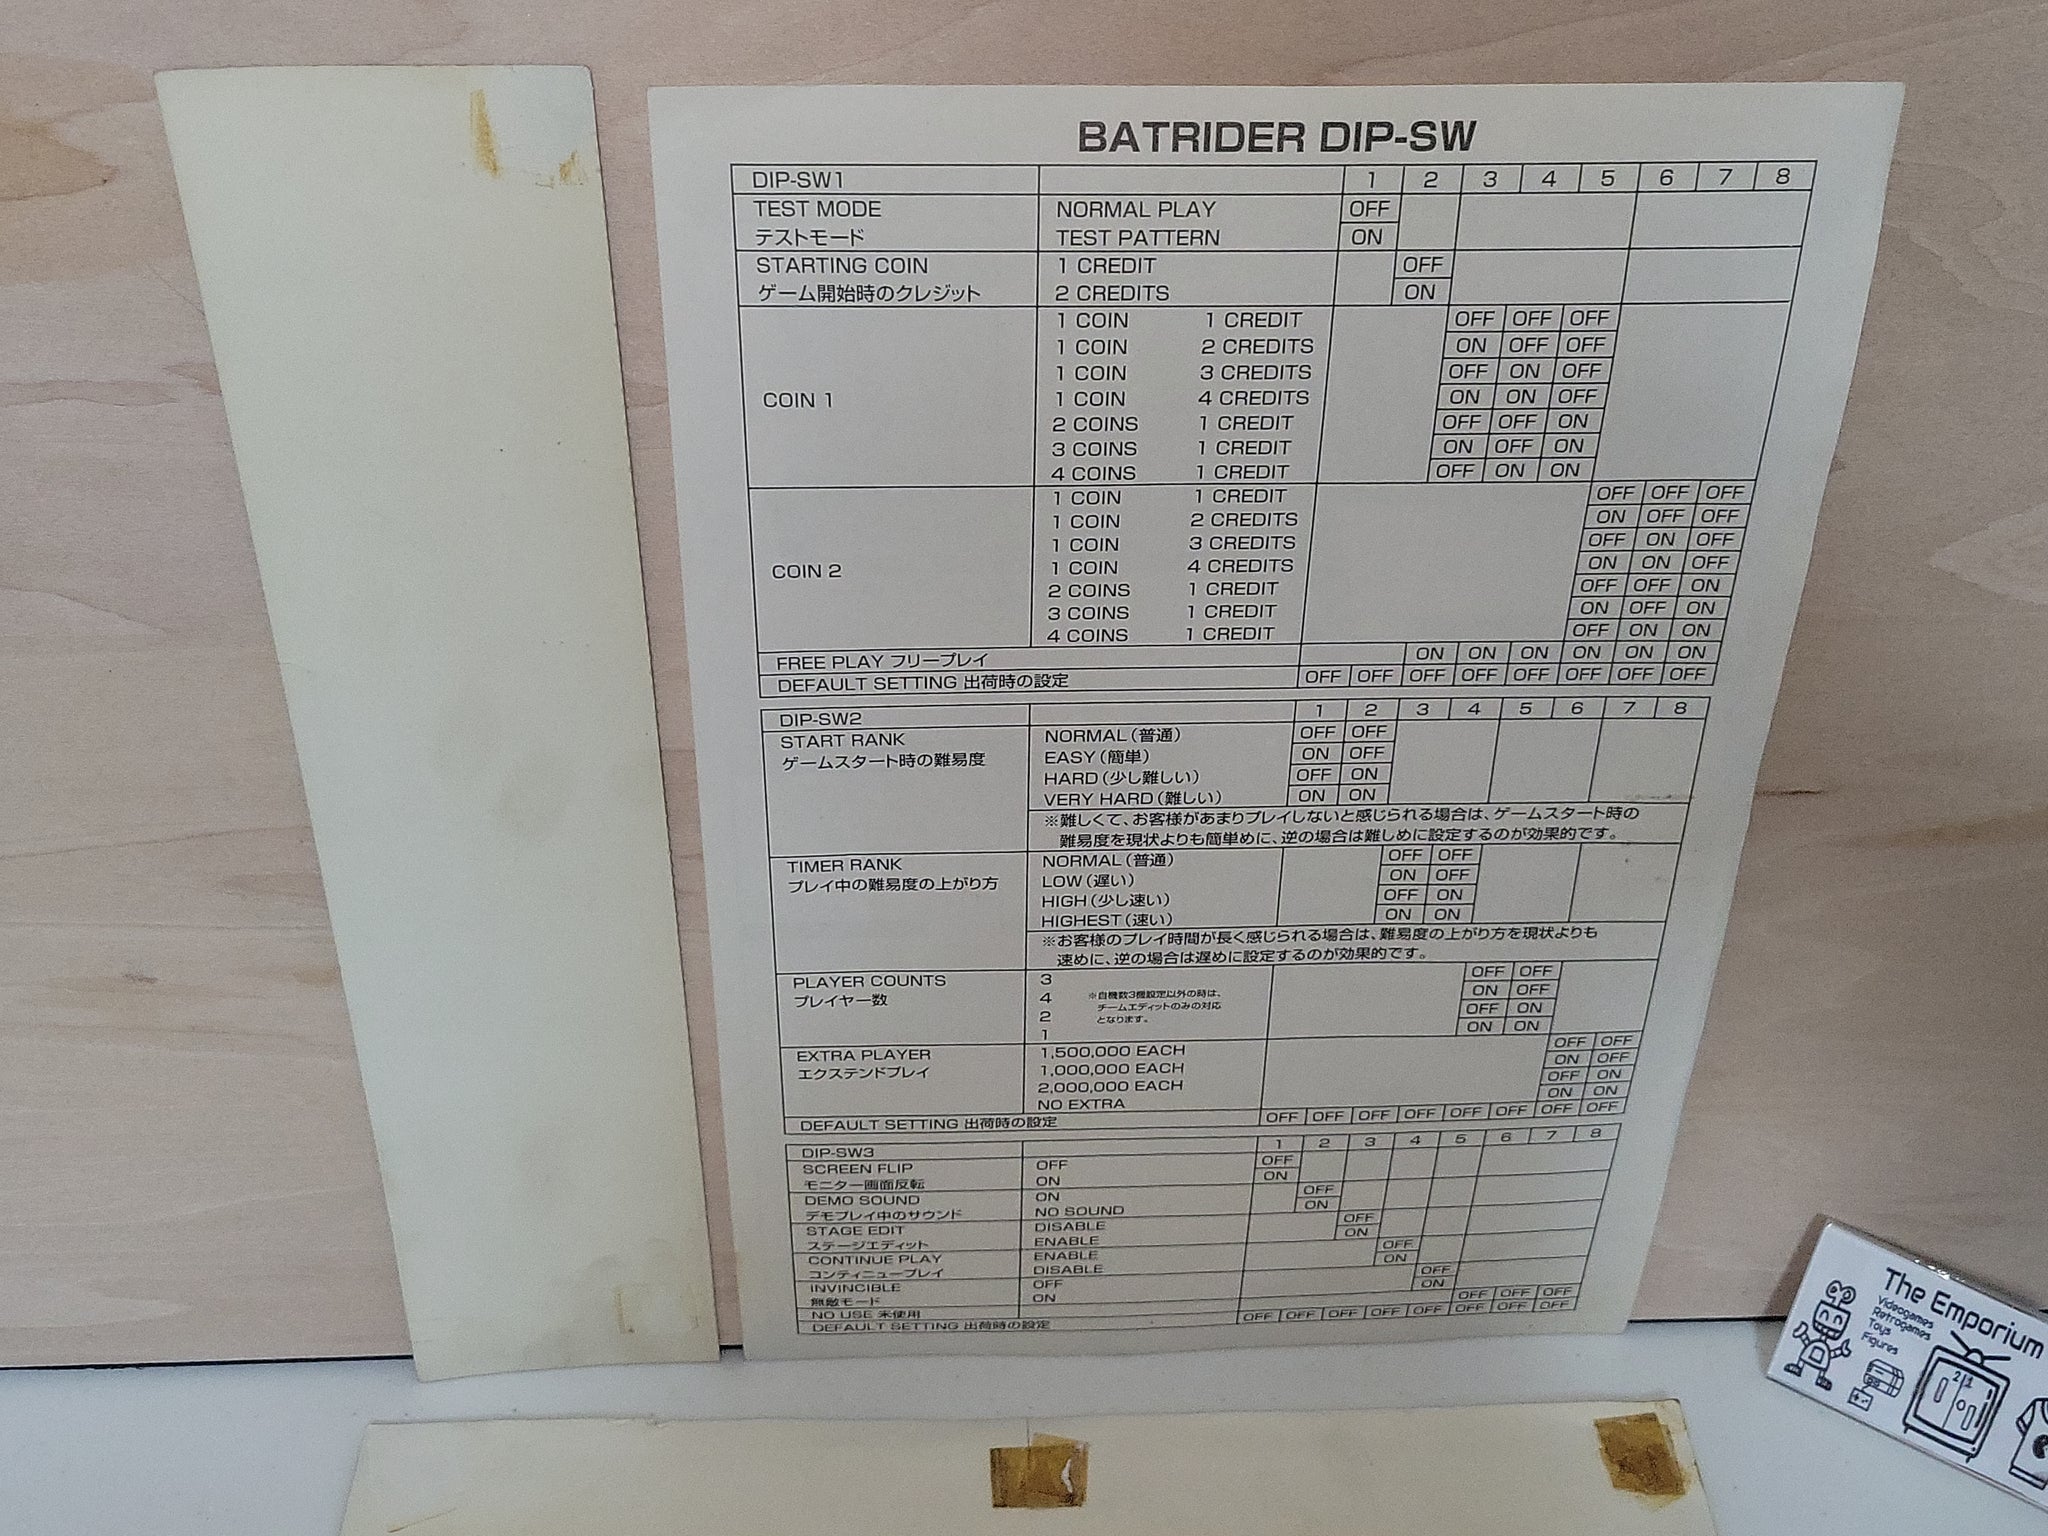 BATRIDER DIP-SW
DIP-SW1 1 2 3 4 5 6 7 8
TEST MODE NORMAL PLAY OFF
テストモード TEST PATTERN ON
STARTING COIN 1 CREDIT OFF
ゲーム開始時のクレジット 2 CREDITS ON
1 COIN 1 CREDIT OFF OFF OFF
1 COIN 2 CREDITS ON OFF OFF
1 COIN 3 CREDITS OFF ON OFF
COIN 1 1 COIN 4 CREDITS ON ON OFF
2 COINS 1 CREDIT OFF OFF ON
3 COINS 1 CREDIT ON OFF ON
4 COINS 1 CREDIT OFF ON ON
1 COIN 1 CREDIT OFF OFF OFF
1 COIN 2 CREDITS ON OFF OFF
1 COIN 3 CREDITS OFF ON OFF
COIN 2 1 COIN 4 CREDITS ON ON OFF
2 COINS 1 CREDIT OFF OFF ON
3 COINS 1 CREDIT ON OFF ON
4 COINS 1 CREDIT OFF ON ON
FREE PLAY フリープレイ ON ON ON ON ON ON
DEFAULT SETTING 出荷時の設定 OFF OFF OFF OFF OFF OFF OFF OFF
DIP-SW2 1 2 3 4 5 6 7 8
START RANK NORMAL(普通) OFF OFF
ゲームスタート時の難易度 EASY(簡単) ON OFF
HARD(少し難しい) OFF ON
VERY HARD(難しい) ON ON
※難しくて、お客様があまりプレイしないと感じられる場合は、ゲームスタート時の
難易度を現状よりも簡単めに、逆の場合は難しめに設定するのが効果的です。
TIMER RANK NORMAL(普通) OFF OFF
プレイ中の難易度の上がり方 LOW(遅い) ON OFF
HIGH(少し速い) OFF ON
HIGHEST(速い) ON ON
※お客様のプレイ時間が長く感じられる場合は、難易度の上がり方を現状よりも
速めに、逆の場合は遅めに設定するのが効果的です。
PLAYER COUNTS 3 OFF OFF
プレイヤー数 4 ※自機数3機設定以外の時は、 ON OFF
2 チームエディットのみの対応 OFF ON
1 となります。 ON ON
EXTRA PLAYER 1,500,000 EACH OFF OFF
エクステンドプレイ 1,000,000 EACH ON OFF
2,000,000 EACH OFF ON
NO EXTRA ON ON
DEFAULT SETTING 出荷時の設定 OFF OFF OFF OFF OFF OFF OFF OFF
DIP-SW3 1 2 3 4 5 6 7 8
SCREEN FLIP OFF OFF
モニター画面反転 ON ON
DEMO SOUND ON OFF
デモプレイ中のサウンド NO SOUND ON
STAGE EDIT DISABLE OFF
ステージエディット ENABLE ON
CONTINUE PLAY ENABLE OFF
コンティニュープレイ DISABLE ON
INVINCIBLE OFF OFF
無敵モード ON ON
NO USE 未使用 OFF OFF OFF
DEFAULT SETTING 出荷時の設定 OFF OFF OFF OFF OFF OFF OFF OFF
The Emporium
Videogames
Retrogames
Toys
Figures